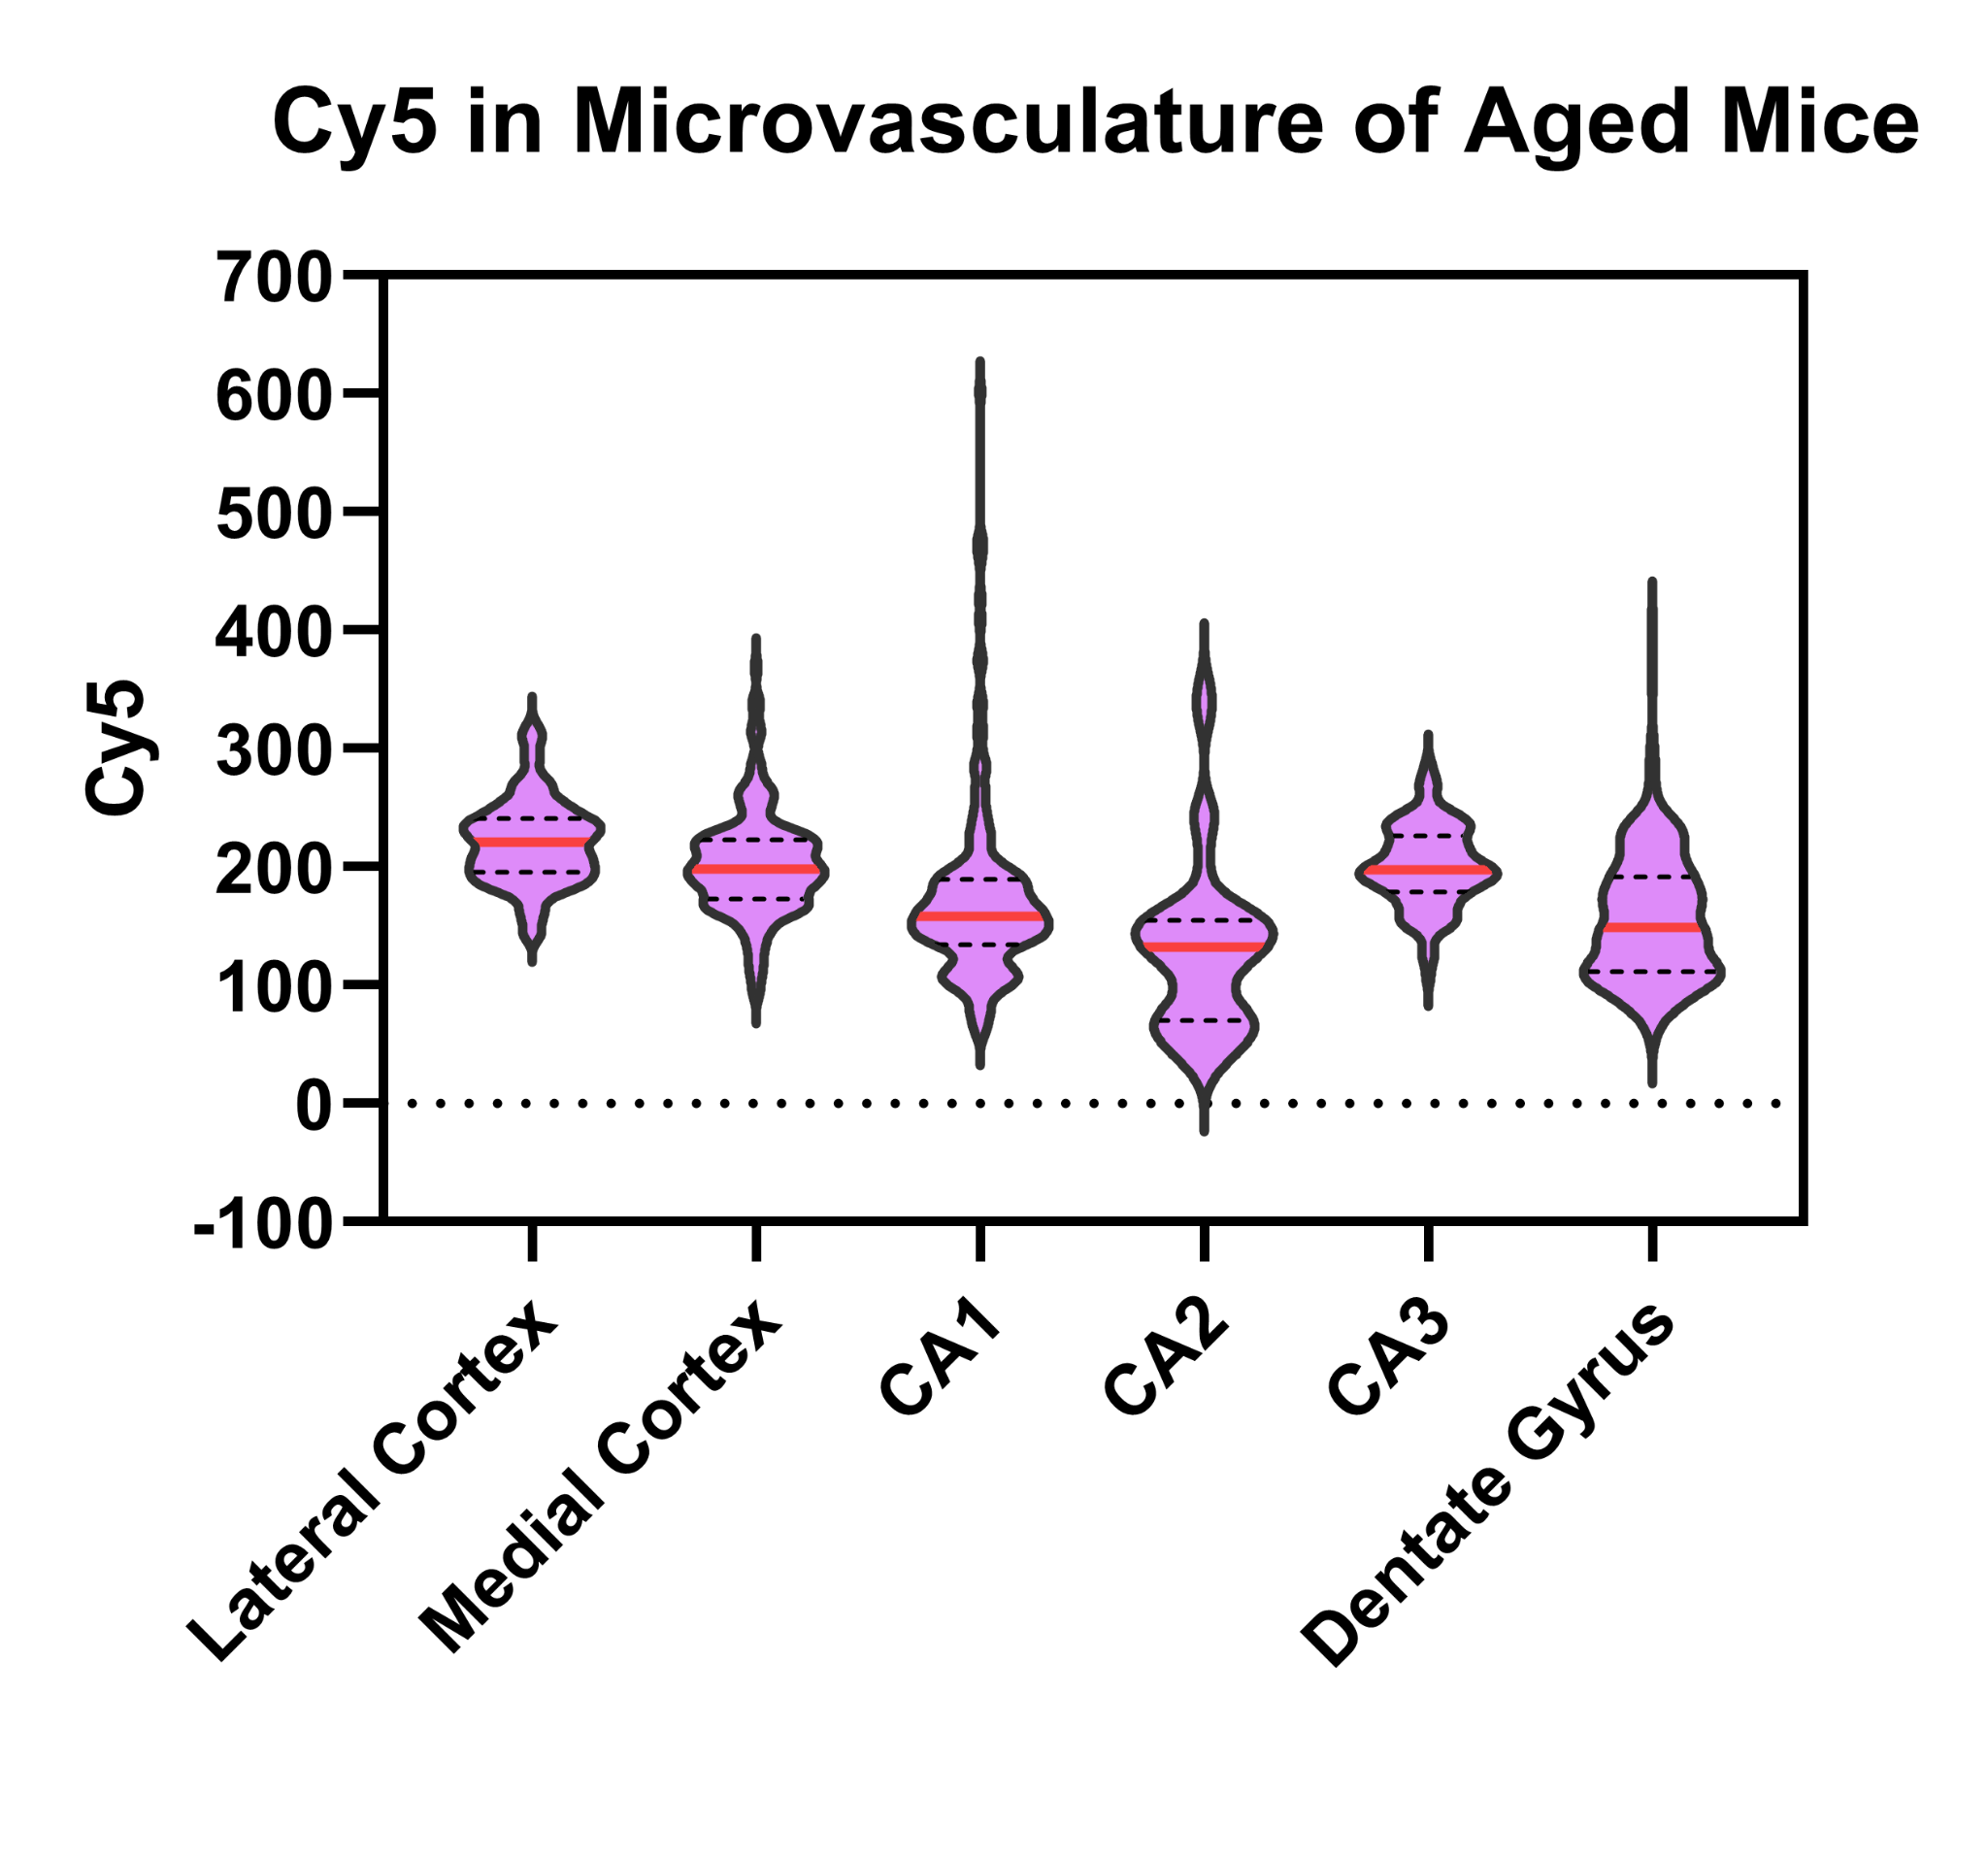 Cy5 in Microvasculature of Aged Mice
700
600
500
400
300
200
100
0
-100
Cy5
Lateral Cortex
Medial Cortex
CA1
CA2
CA3
Dentate Gyrus